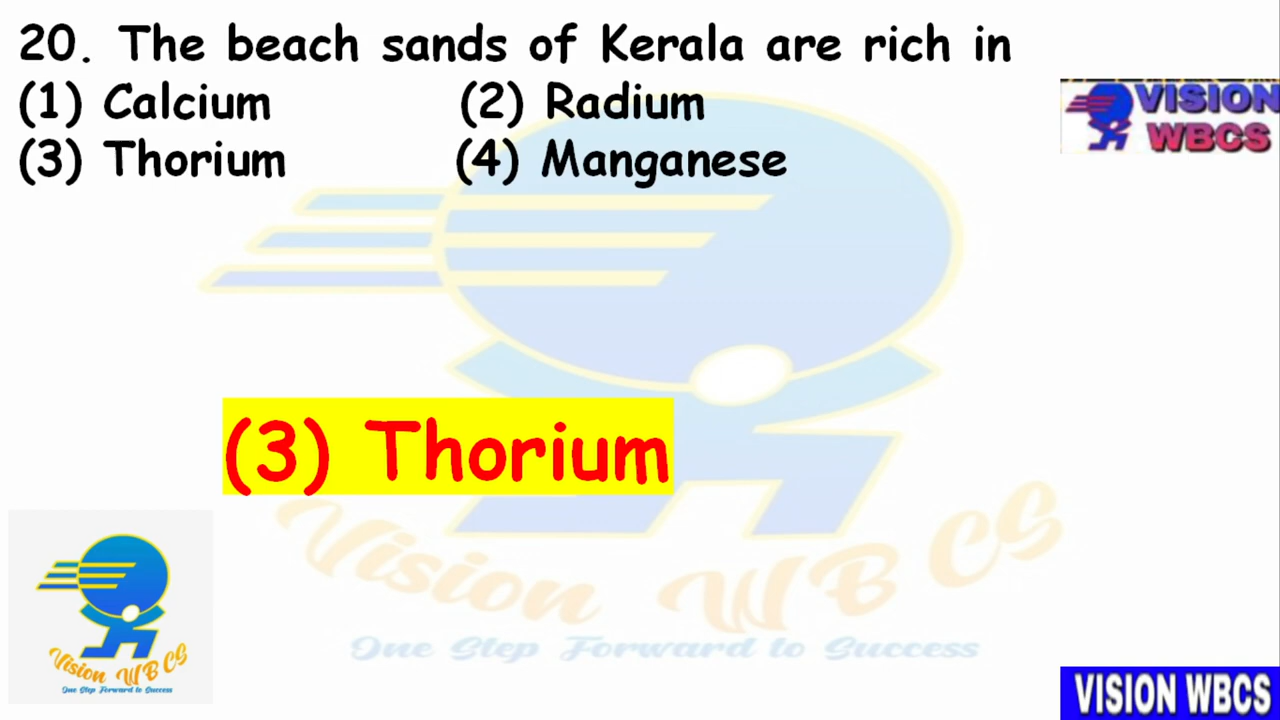 20. The beach sands of Kerala are rich in
(1) Calcium (2) Radium
(3) Thorium (4) Manganese
VISION
WBCS
(3) Thorium
Vision WBCS
One Step Forward to Success
Vision WBCS
One Step Forward to Success
VISION WBCS